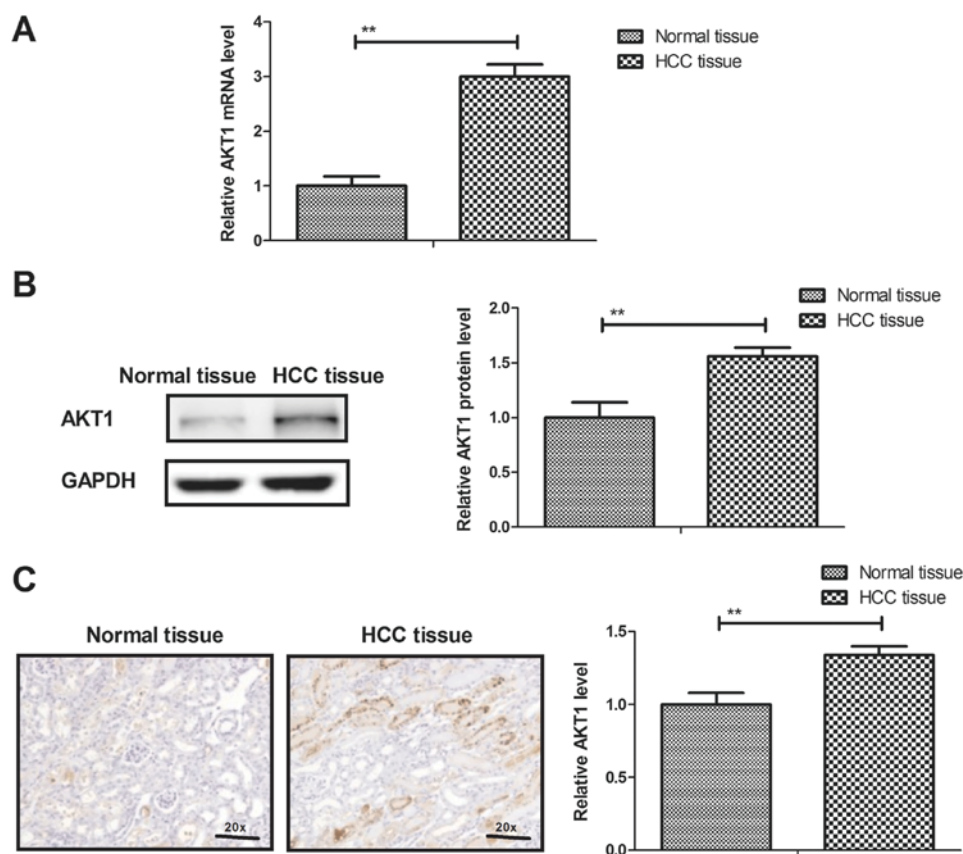 A
Relative AKT1 mRNA level
4
3
2
1
0
**
Normal tissue
HCC tissue
B
Normal tissue HCC tissue
AKT1
GAPDH
Relative AKT1 protein level
2.0
1.5
1.0
0.5
0.0
**
Normal tissue
HCC tissue
C
Normal tissue
20x
HCC tissue
20x
Relative AKT1 level
1.5
1.0
0.5
0.0
**
Normal tissue
HCC tissue